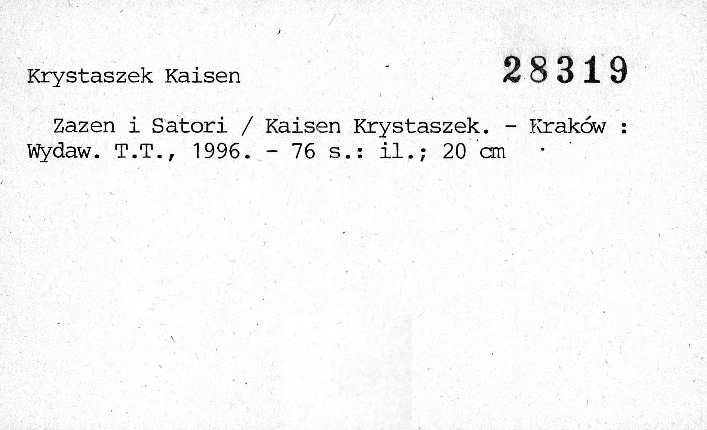 Krystaszek Kaisen 28319
Zazen i Satori / Kaisen Krystaszek. - Kraków :
Wydaw. T.T., 1996. - 76 s.: il.; 20 cm